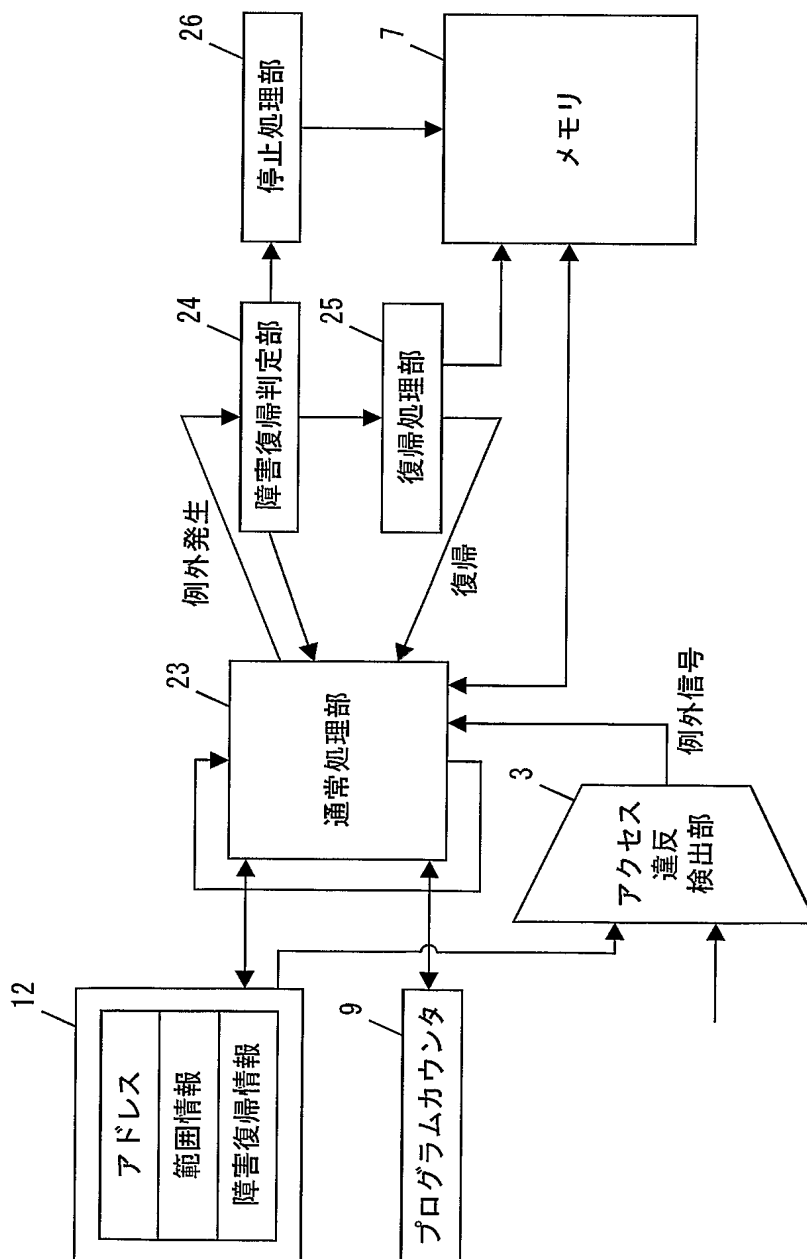 12
アドレス
範囲情報
障害復帰情報
9
プログラムカウンタ
23
通常処理部
3
アクセス
違反
検出部
例外信号
例外発生
復帰
24
障害復帰判定部
25
復帰処理部
26
停止処理部
7
メモリ